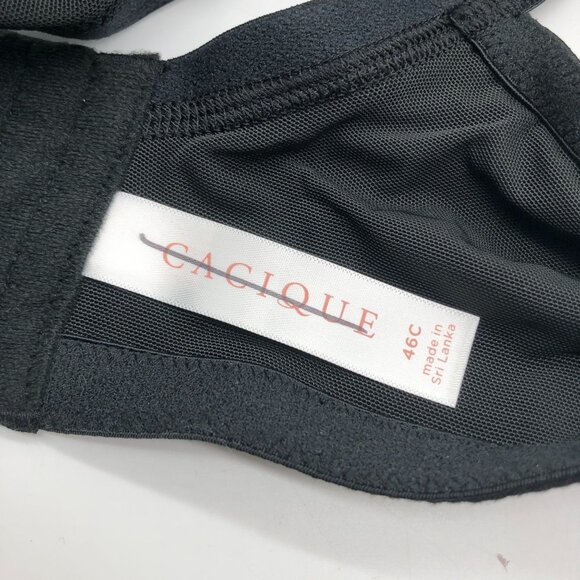 CACIQUE
46C
made in
Sri Lanka